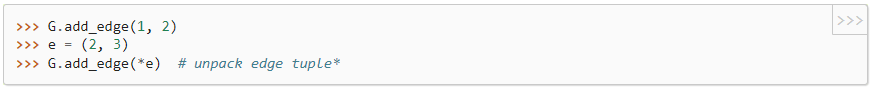 >>> G.add_edge(1, 2)
>>> e = (2, 3)
>>> G.add_edge(*e)  # unpack edge tuple*
>>>